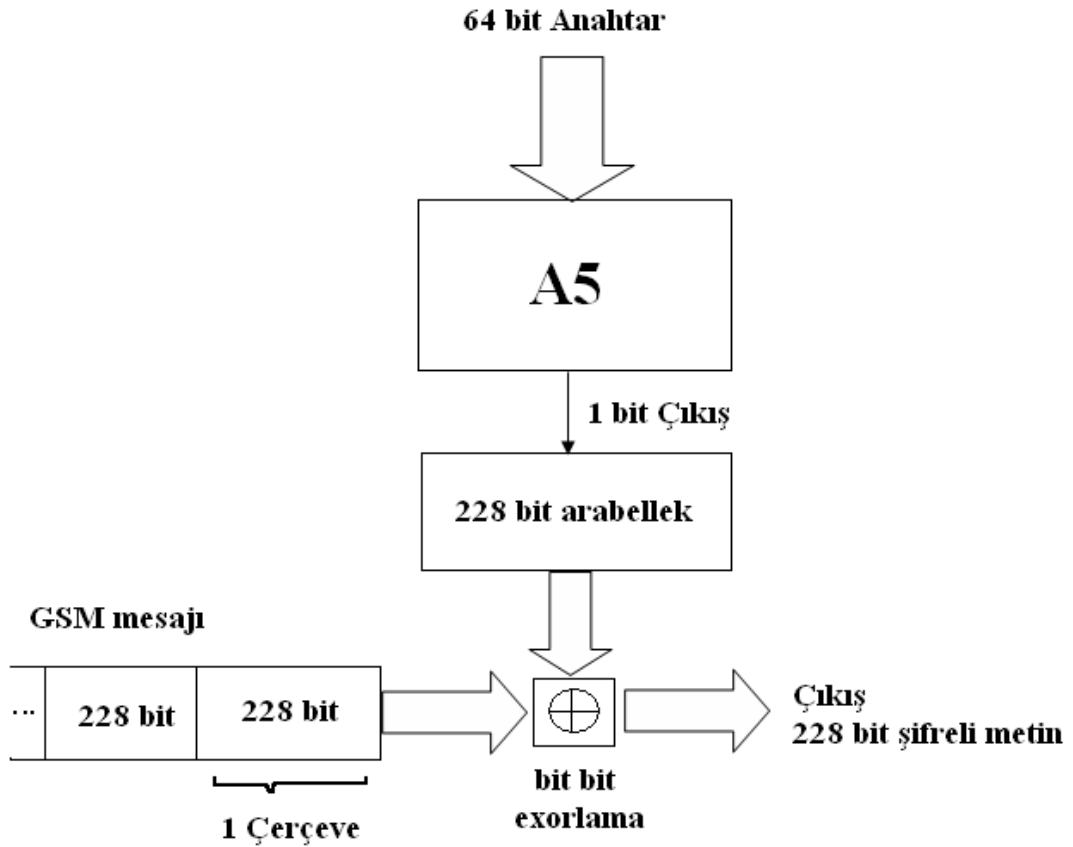 64 bit Anahtar
A5
1 bit Çıkış
228 bit arabellek
GSM mesajı
... 228 bit 228 bit
Çıkış
228 bit şifreli metin
bit bit
exorlama
1 Çerçeve